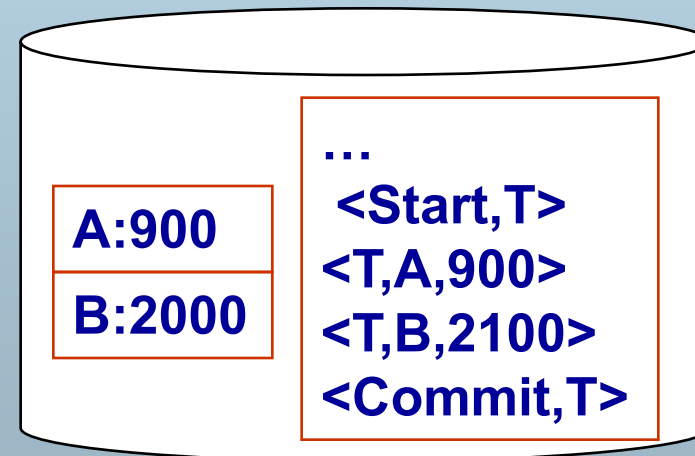 A:900
B:2000
…
<Start,T>
<T,A,900>
<T,B,2100>
<Commit,T>